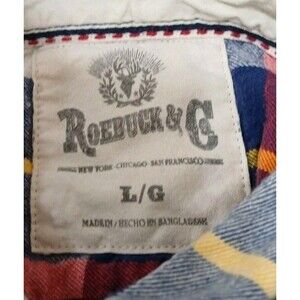 ROEBUCK & Co
NEW YORK · CHICAGO · SAN FRANCISCO
L/G
MADE IN / HECHO EN BANGLADESH